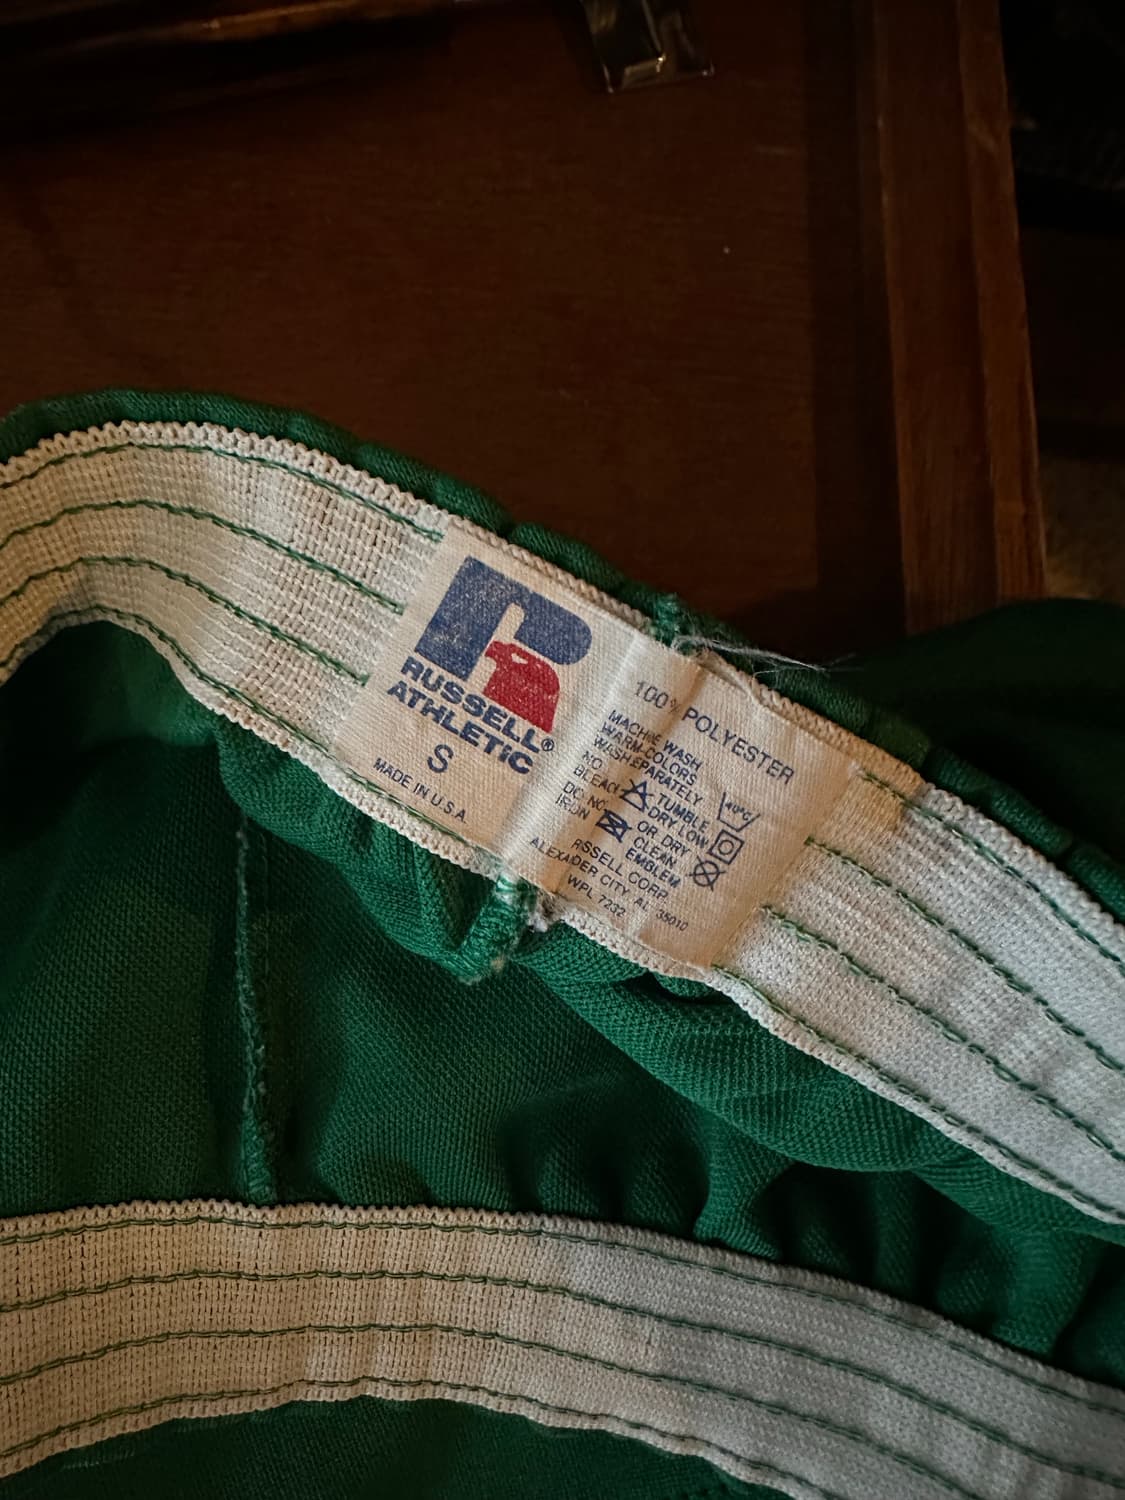 R
RUSSELL
ATHLETIC®
S
MADE IN U.S.A.
100% POLYESTER
MACHINE WASH
WARM-COLORS
SEPARATELY
NO
BLEACH
TUMBLE
DRY LOW
DO NOT
IRON
OR DRY
CLEAN
EMBLEM
40°C
RUSSELL CORP.
ALEXANDER CITY, AL 35010
WPL 7232